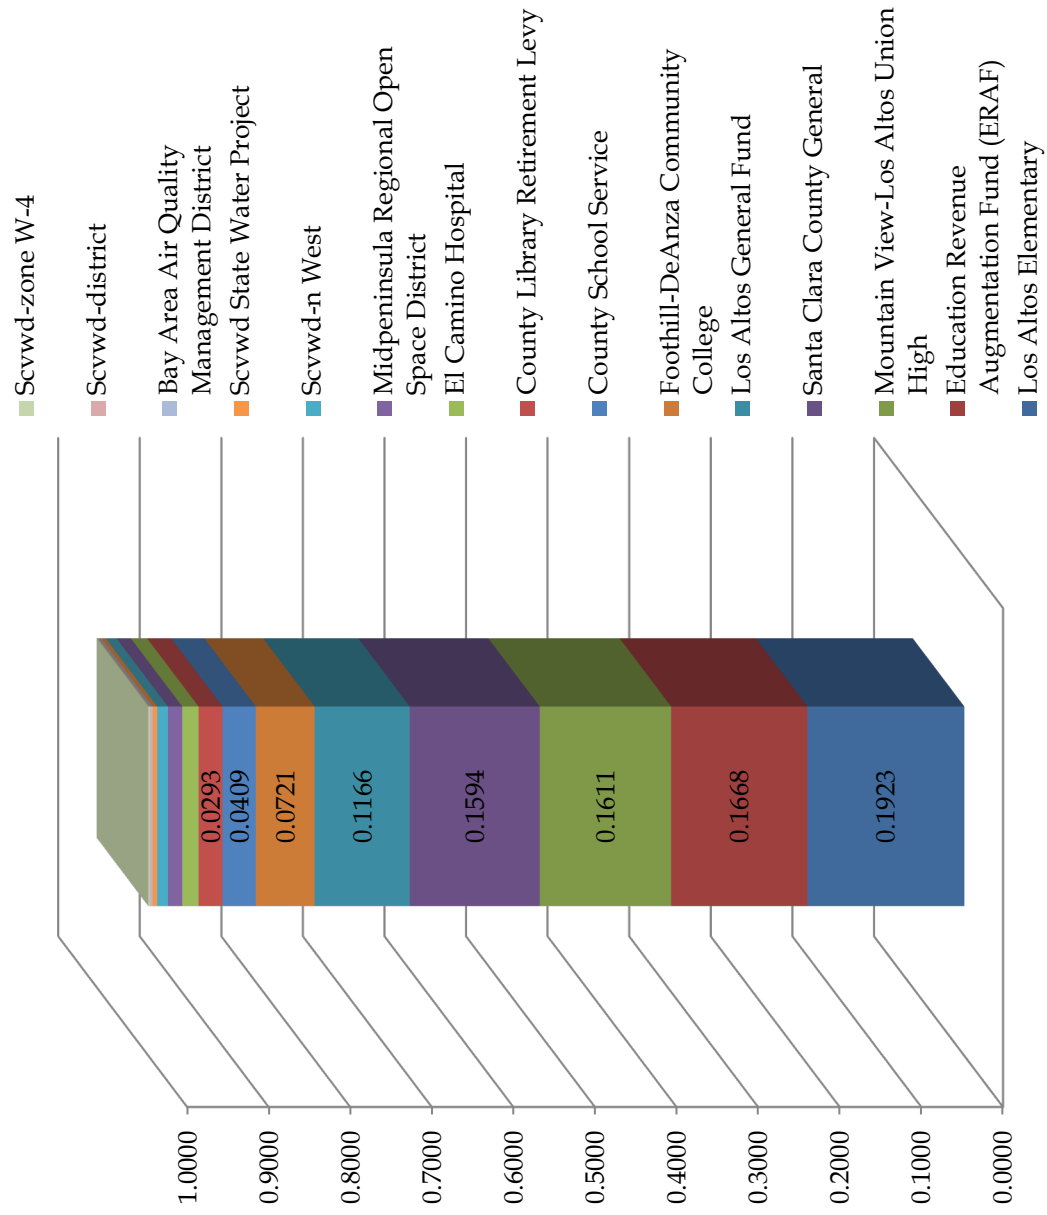 Scvwd-zone W-4
Scvwd-district
Bay Area Air Quality
Management District
Scvwd State Water Project
Scvwd-n West
Midpeninsula Regional Open
Space District
El Camino Hospital
County Library Retirement Levy
County School Service
Foothill-DeAnza Community
College
Los Altos General Fund
Santa Clara County General
Mountain View-Los Altos Union
High
Education Revenue
Augmentation Fund (ERAF)
Los Altos Elementary
0.0293
0.0409
0.0721
0.1166
0.1594
0.1611
0.1668
0.1923
1.0000
0.9000
0.8000
0.7000
0.6000
0.5000
0.4000
0.3000
0.2000
0.1000
0.0000